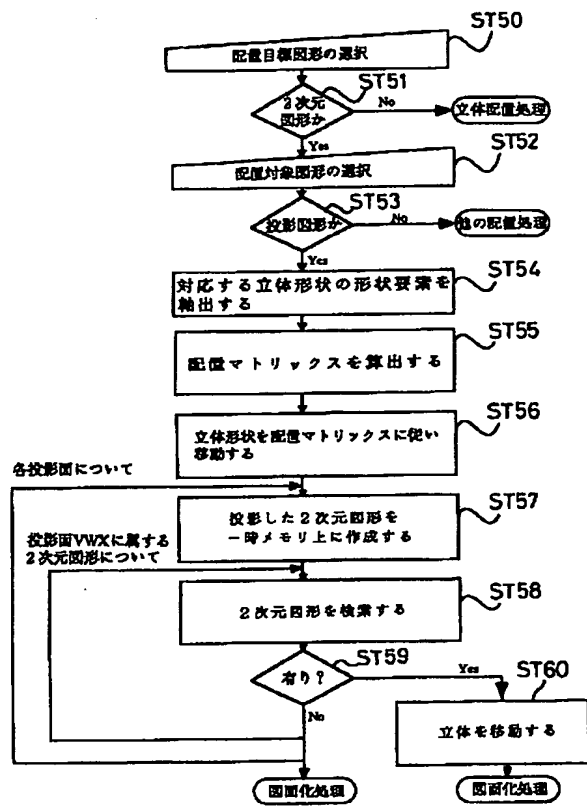 ST50
配置目標図形の選択
ST51
2次元
図形か
No
立体配置処理
Yes
ST52
配置対象図形の選択
ST53
投影図形か
No
他の配置処理
Yes
ST54
対応する立体形状の形状要素を
抽出する
ST55
配置マトリックスを算出する
ST56
立体形状を配置マトリックスに従い
移動する
各投影面について
ST57
投影した2次元図形を
一時メモリ上に作成する
投影面VWXに属する
2次元図形について
ST58
2次元図形を検索する
ST59
有り?
Yes
ST60
No
立体を移動する
図面化処理
図面化処理